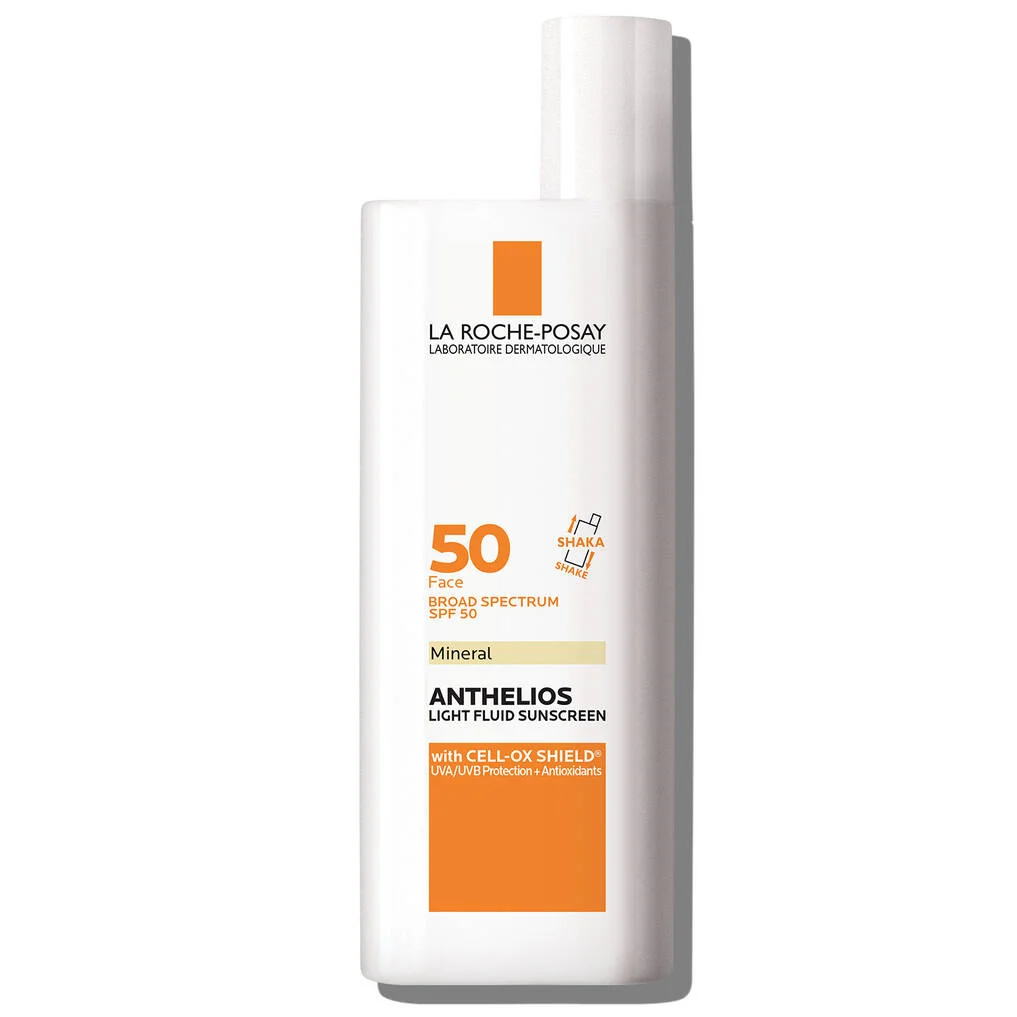 LA ROCHE-POSAY
LABORATOIRE DERMATOLOGIQUE
50
Face
BROAD SPECTRUM
SPF 50
SHAKA
SHAKE
Mineral
ANTHELIOS
LIGHT FLUID SUNSCREEN
with CELL-OX SHIELD®
UVA/UVB Protection + Antioxidants